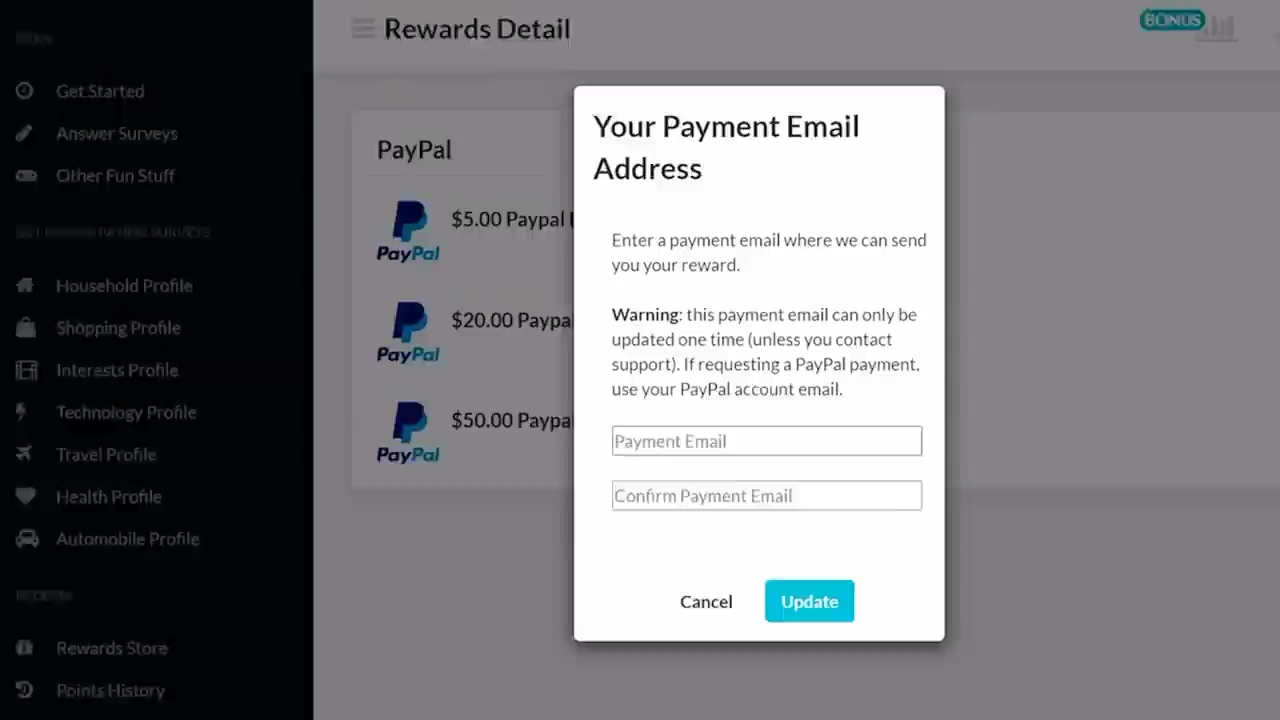 Rewards Detail
BONUS
Get Started
Answer Surveys
Other Fun Stuff
Household Profile
Shopping Profile
Interests Profile
Technology Profile
Travel Profile
Health Profile
Automobile Profile
Rewards Store
Points History
PayPal
PayPal
$5.00 Paypal
PayPal
$20.00 Paypa
PayPal
$50.00 Paypa
Your Payment Email
Address
Enter a payment email where we can send
you your reward.
Warning: this payment email can only be
updated one time (unless you contact
support). If requesting a PayPal payment,
use your PayPal account email.
Payment Email
Confirm Payment Email
Cancel
Update